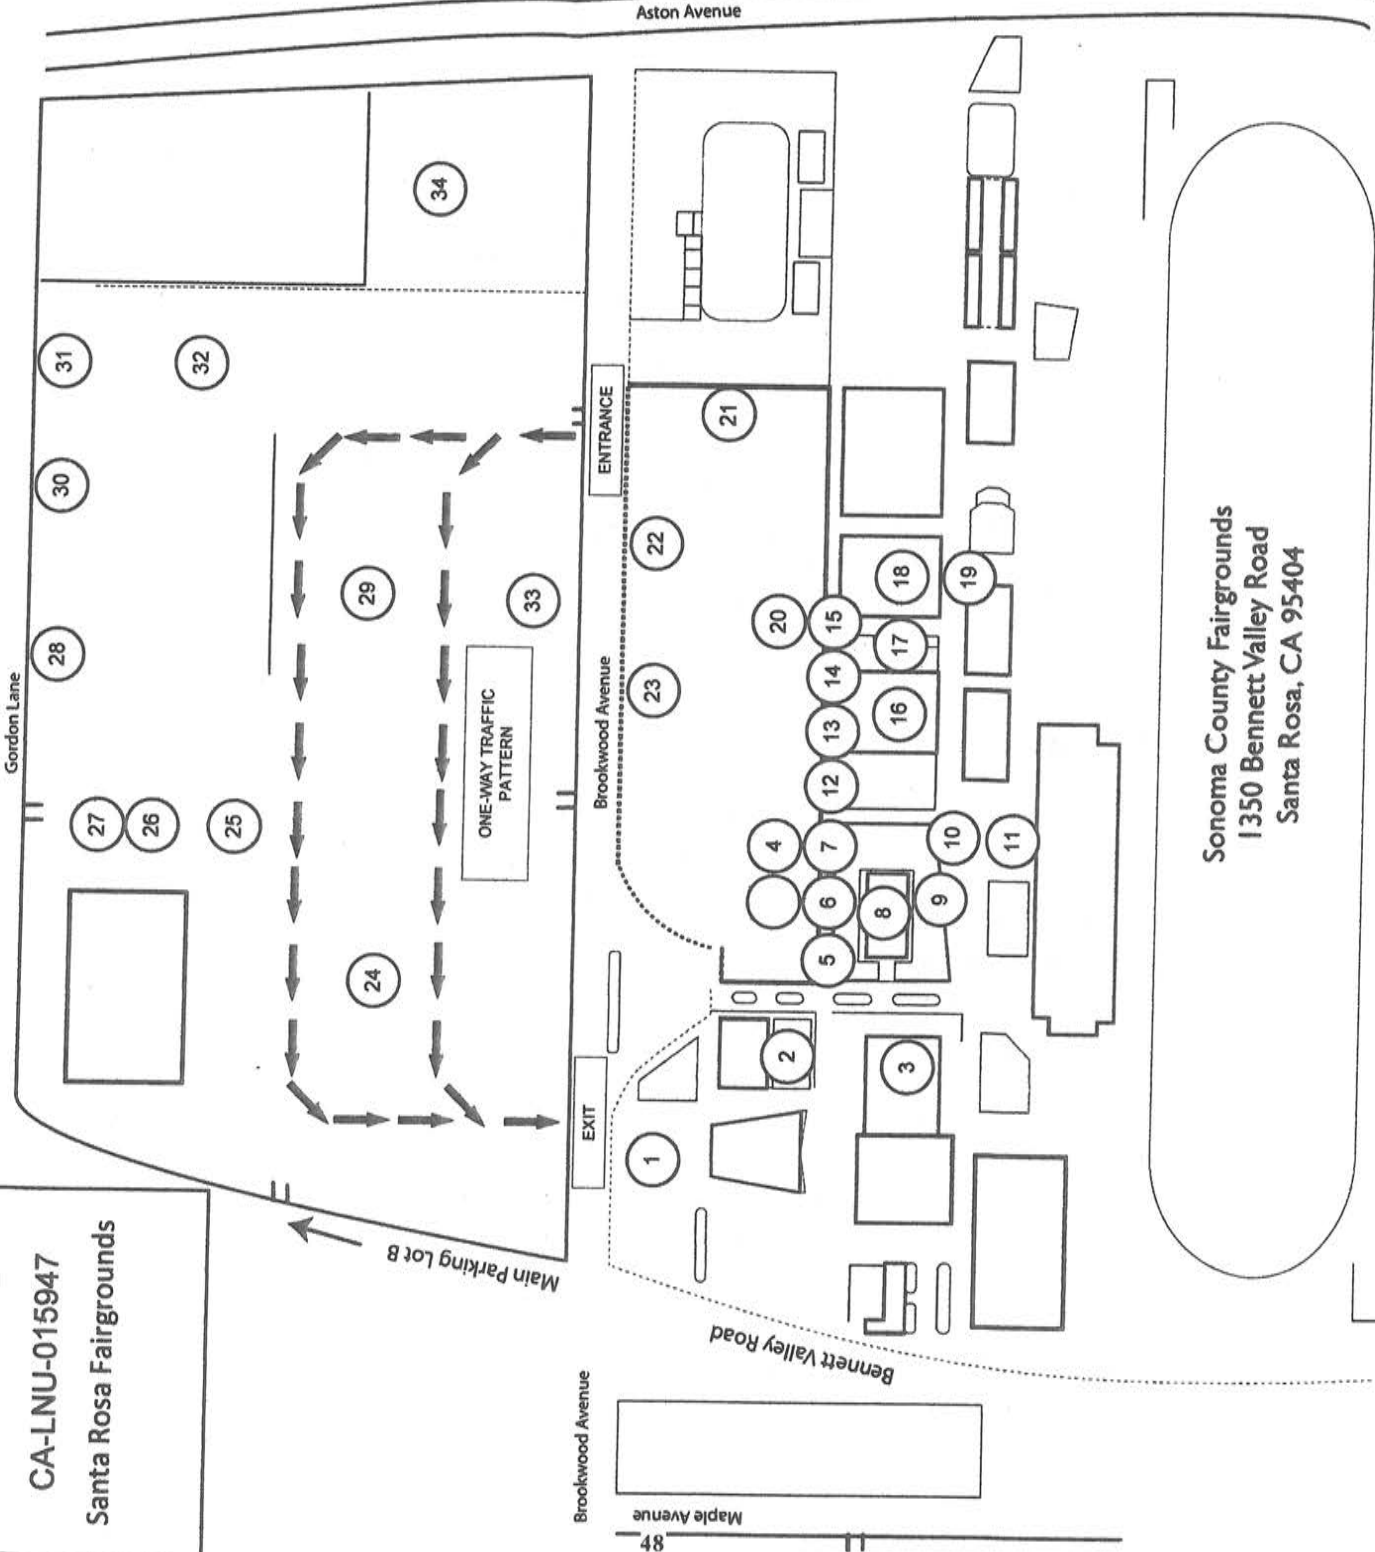 CA-LNU-015947
Santa Rosa Fairgrounds
Gordon Lane
Aston Avenue
27
28
30
31
26
25
32
34
24
29
33
ONE-WAY TRAFFIC
PATTERN
Main Parking Lot B
EXIT
Brookwood Avenue
ENTRANCE
Brookwood Avenue
1
23
22
21
4
20
2
5
6
7
12
13
14
15
3
8
16
17
18
9
10
19
11
Bennett Valley Road
Maple Avenue
Sonoma County Fairgrounds
1350 Bennett Valley Road
Santa Rosa, CA 95404
48